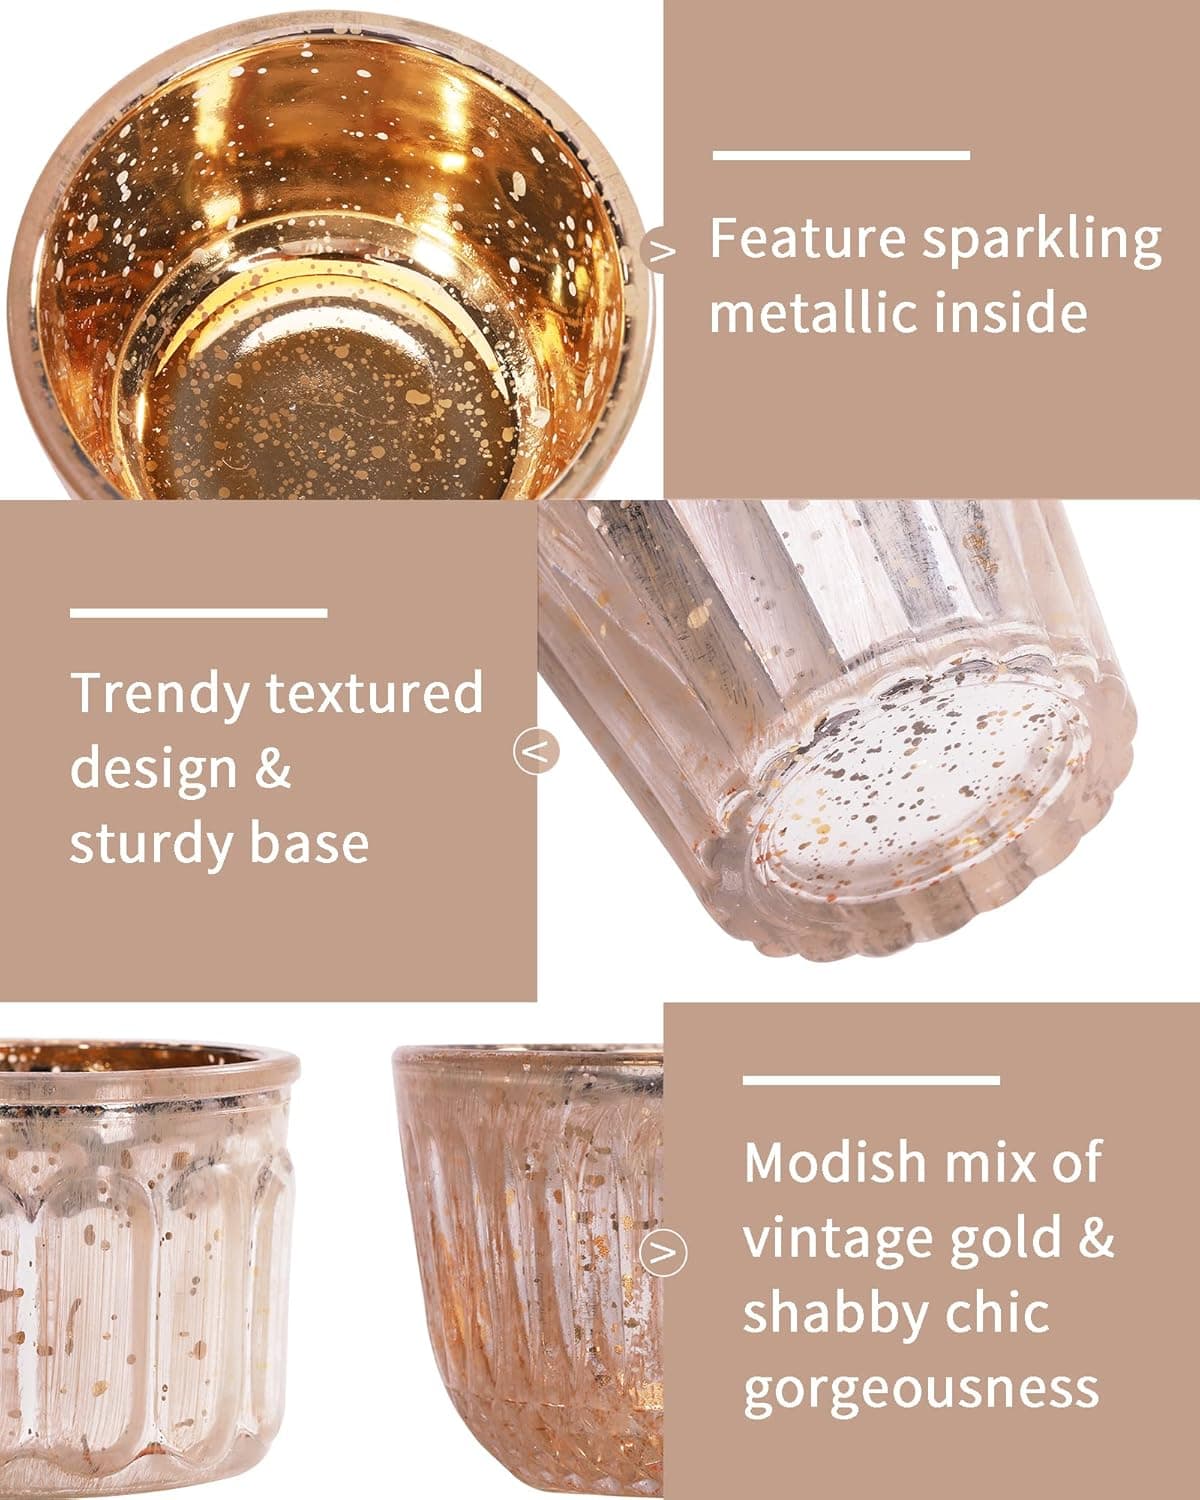 Feature sparkling
metallic inside
Trendy textured
design &
sturdy base
Modish mix of
vintage gold &
shabby chic
gorgeousness